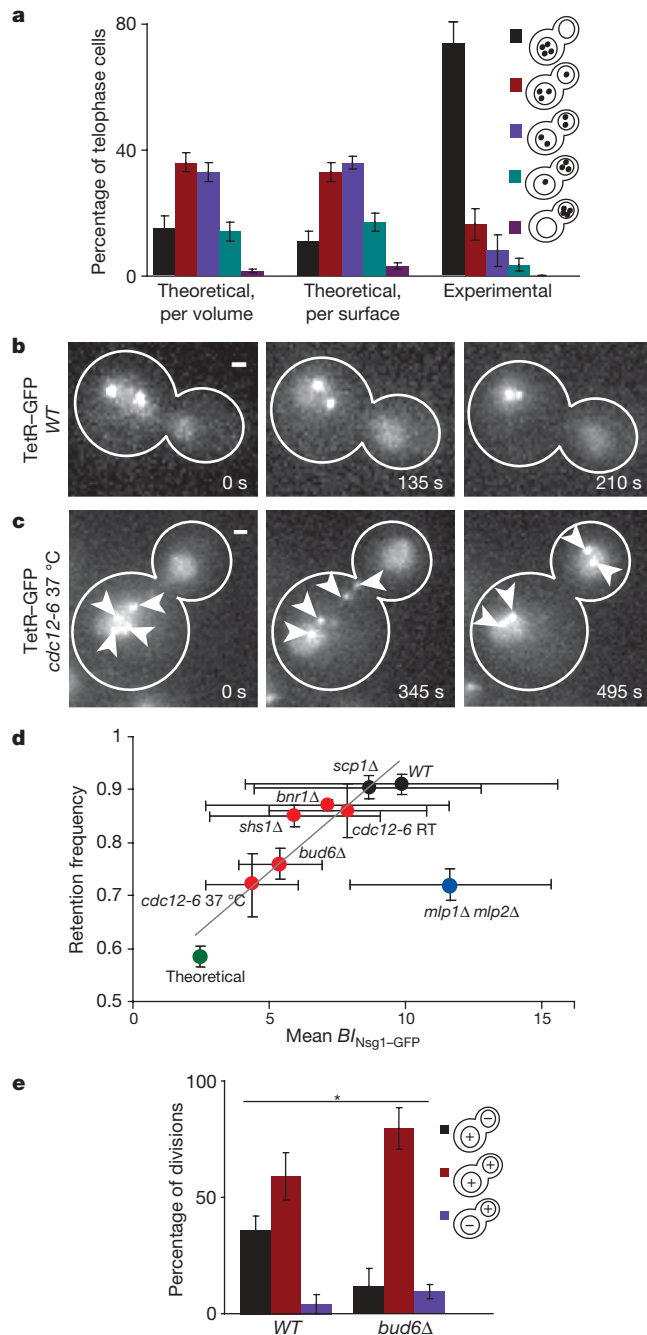 a
80
40
0
Percentage of telophase cells
Theoretical,
per volume
Theoretical,
per surface
Experimental
b
TetR–GFP
WT
0 s
135 s
210 s
c
TetR–GFP
cdc12-6 37 °C
0 s
345 s
495 s
d
1
0.9
0.8
0.7
0.6
0.5
Retention frequency
scp1Δ
WT
bnr1Δ
shs1Δ
cdc12-6 RT
bud6Δ
cdc12-6 37 °C
mlp1Δ mlp2Δ
Theoretical
0
5
10
15
Mean BI Nsg1–GFP
e
100
50
0
Percentage of divisions
*
−
+
+
+
+
−
WT
bud6Δ